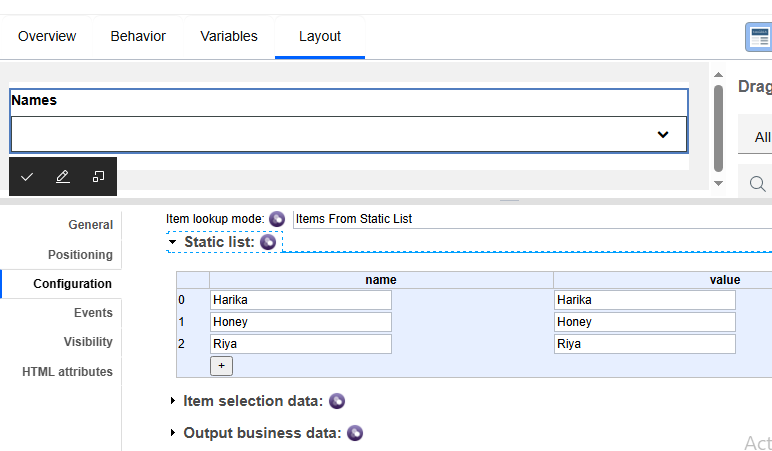 Overview Behavior Variables Layout
Names
Drag
All
General
Positioning
Configuration
Events
Visibility
HTML attributes
Item lookup mode: Items From Static List
Static list:
name value
0 Harika Harika
1 Honey Honey
2 Riya Riya
+
Item selection data:
Output business data:
Act